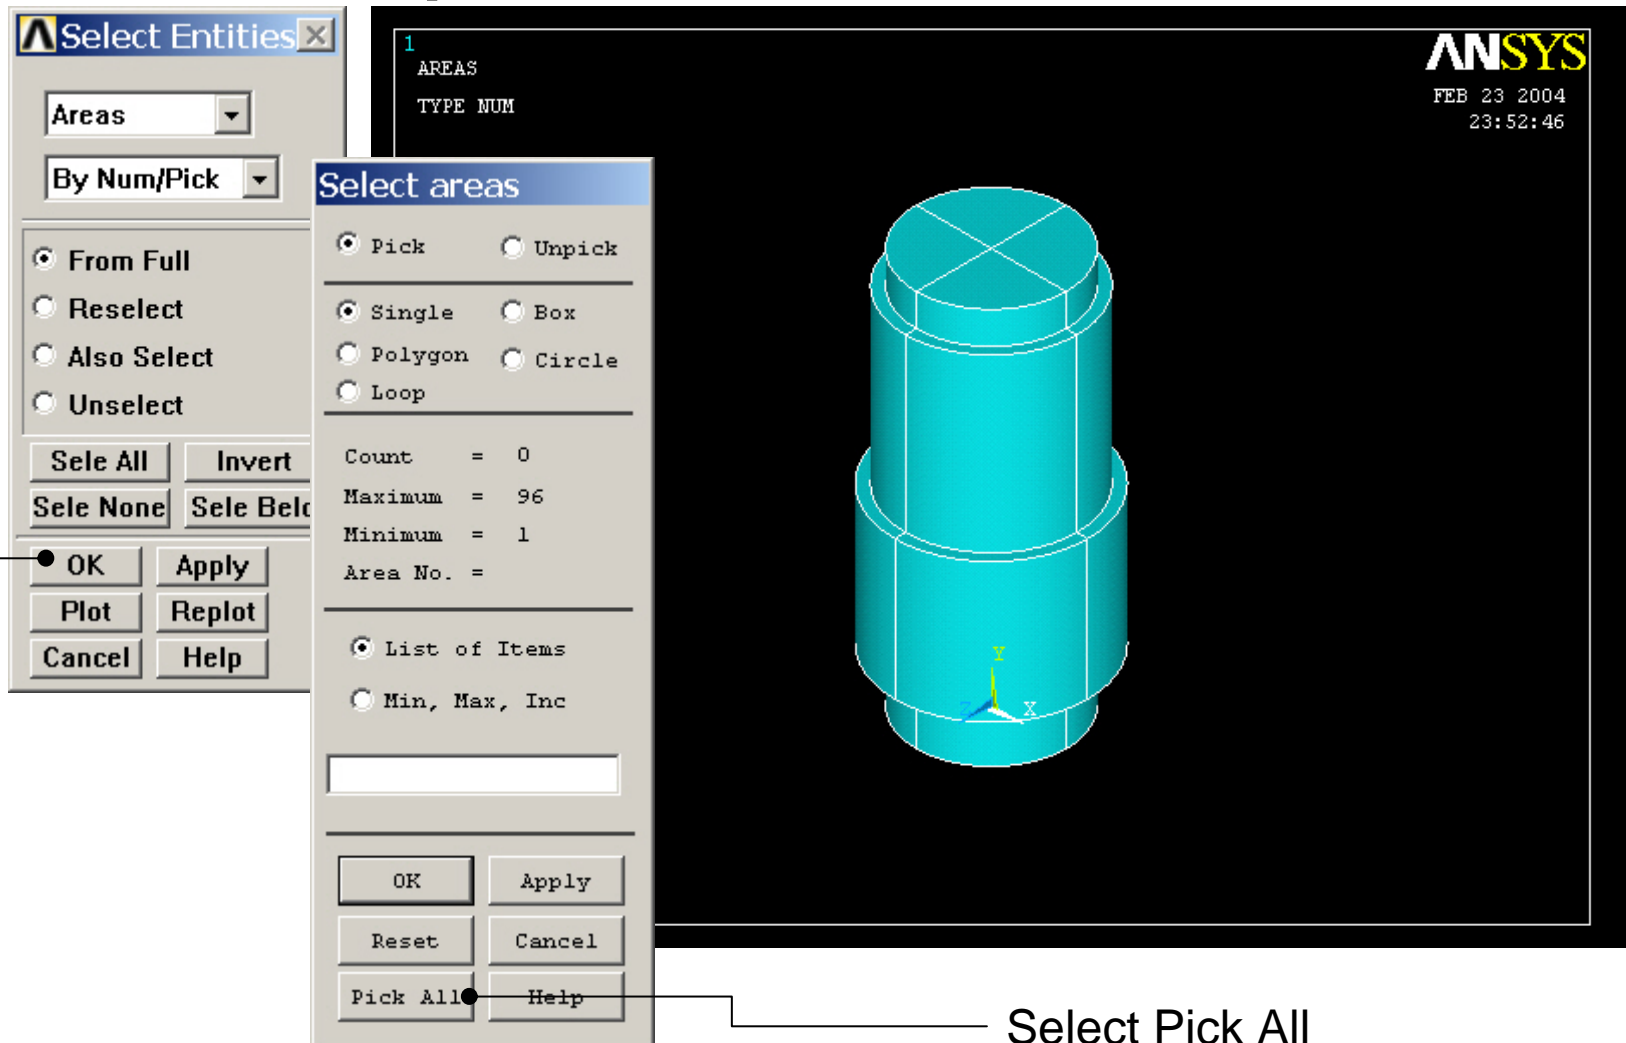 Select Entities
Areas
By Num/Pick
From Full
Reselect
Also Select
Unselect
Sele All
Invert
Sele None
Sele Belo
OK
Apply
Plot
Replot
Cancel
Help
Select areas
Pick
Unpick
Single
Box
Polygon
Circle
Loop
Count = 0
Maximum = 96
Minimum = 1
Area No. =
List of Items
Min, Max, Inc
OK
Apply
Reset
Cancel
Pick All
Help
1
AREAS
TYPE NUM
ANSYS
FEB 23 2004
23:52:46
Y
Z
X
Select Pick All